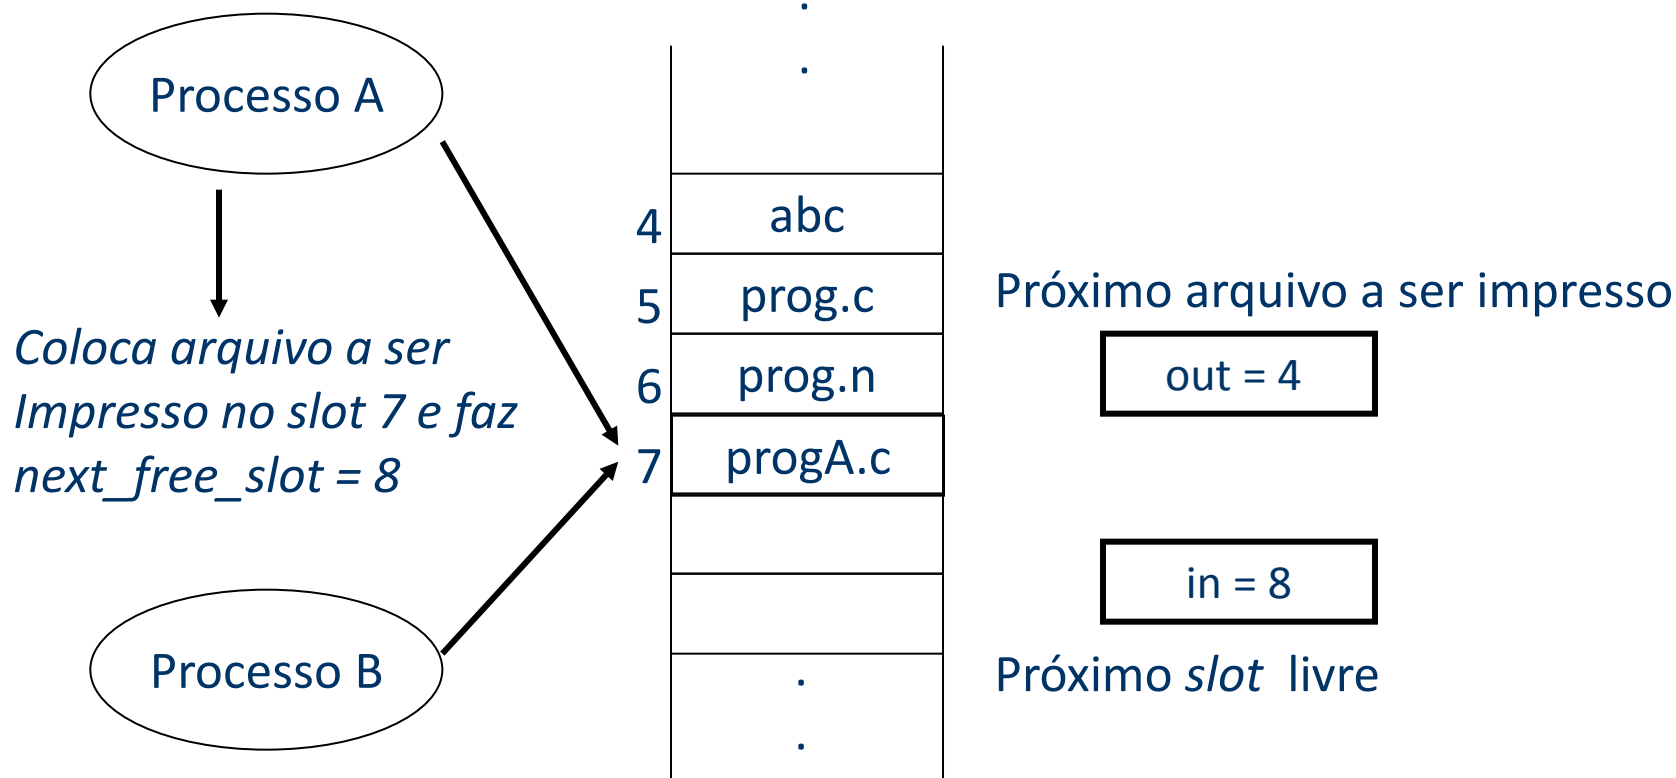 Processo A
Coloca arquivo a ser
Impresso no slot 7 e faz
next_free_slot = 8
Processo B
.
.
4 abc
5 prog.c
6 prog.n
7 progA.c
.
.
Próximo arquivo a ser impresso
out = 4
in = 8
Próximo slot livre